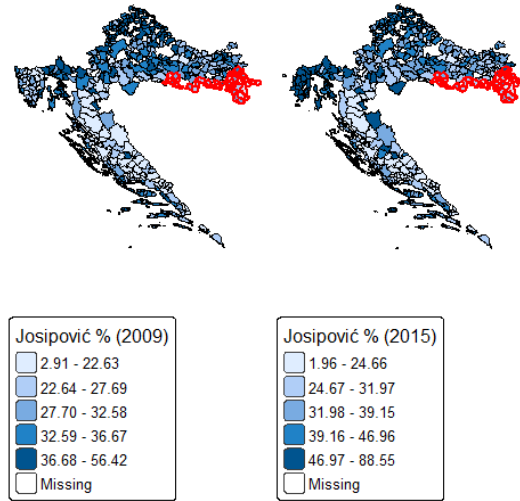 Josipović % (2009)
2.91 - 22.63
22.64 - 27.69
27.70 - 32.58
32.59 - 36.67
36.68 - 56.42
Missing
Josipović % (2015)
1.96 - 24.66
24.67 - 31.97
31.98 - 39.15
39.16 - 46.96
46.97 - 88.55
Missing